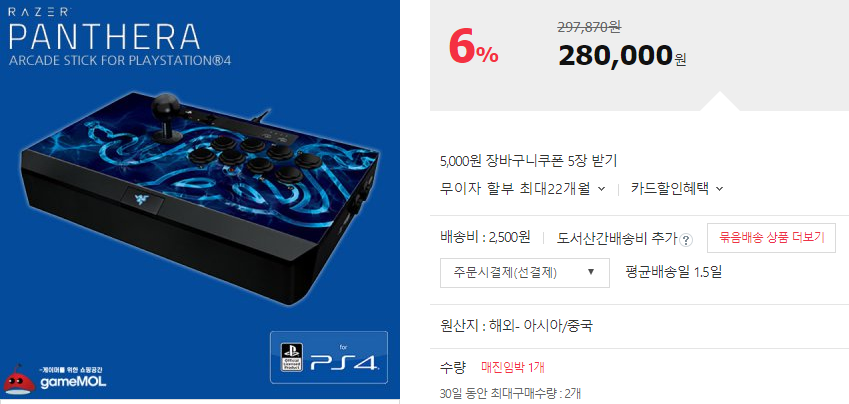 RAZER
PANTHERA
ARCADE STICK FOR PLAYSTATION®4
Official
Licensed
Product
for
PS4
-게이머를 위한 쇼핑공간
gameMOL
6%
297,870원
280,000원
5,000원 장바구니쿠폰 5장 받기
무이자 할부 최대22개월
카드할인혜택
배송비 : 2,500원
도서산간배송비 추가 ?
묶음배송 상품 더보기
주문시결제(선결제) ▼
평균배송일 1.5일
원산지 : 해외- 아시아/중국
수량 매진임박 1개
30일 동안 최대구매수량 : 2개